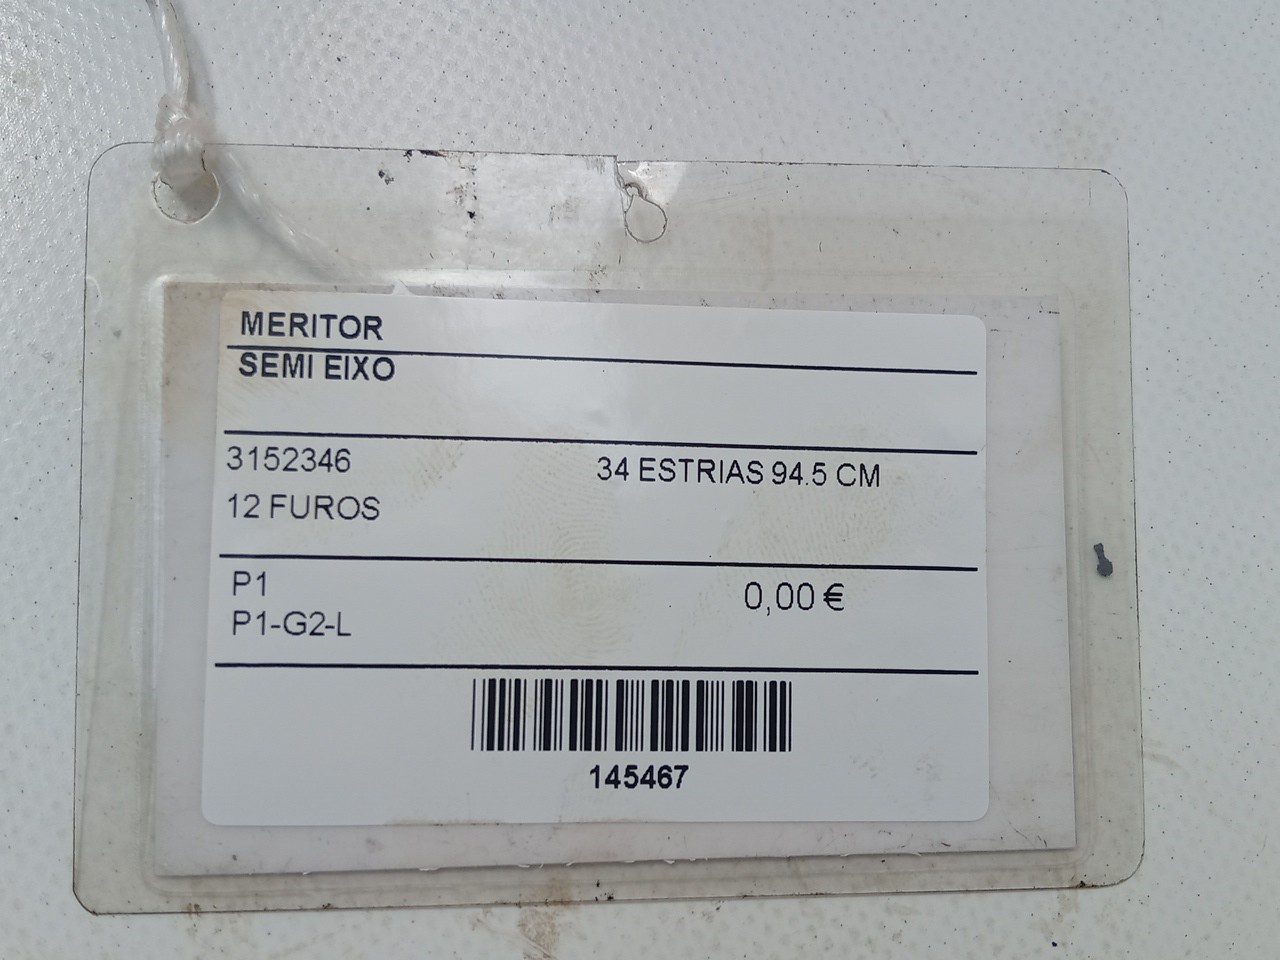 MERITOR
SEMI EIXO
3152346 34 ESTRIAS 94.5 CM
12 FUROS
P1 0,00 €
P1-G2-L
145467